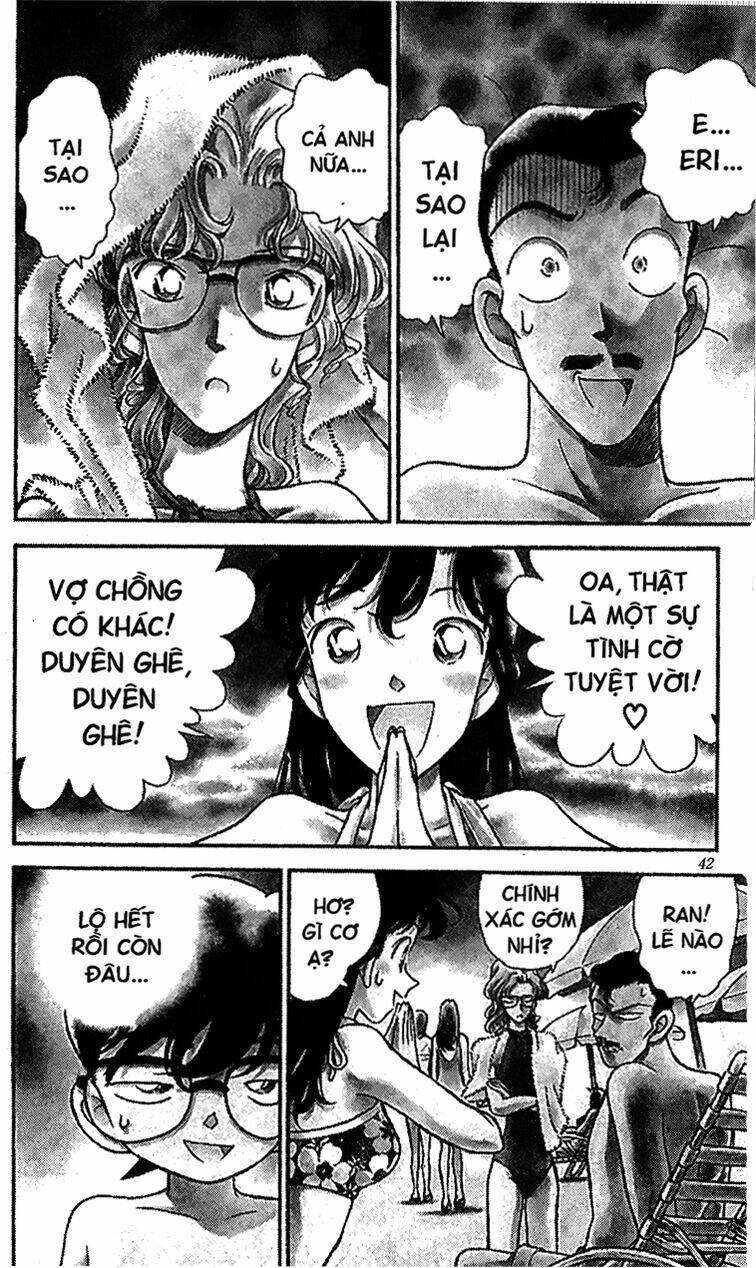 E...
ERI...
TẠI
SAO
LẠI
...
CẢ ANH
NỮA...
TẠI
SAO
...
OA, THẬT
LÀ MỘT SỰ
TÌNH CỜ
TUYỆT VỜI!
♡
VỢ CHỒNG
CÓ KHÁC!
DUYÊN GHÊ,
DUYÊN
GHÊ!
42
RAN!
LẼ NÀO
...
CHÍNH
XÁC GỚM
NHỈ?
HƠ?
GÌ CƠ
Ạ?
LỘ HẾT
RỒI CÒN
ĐÂU...